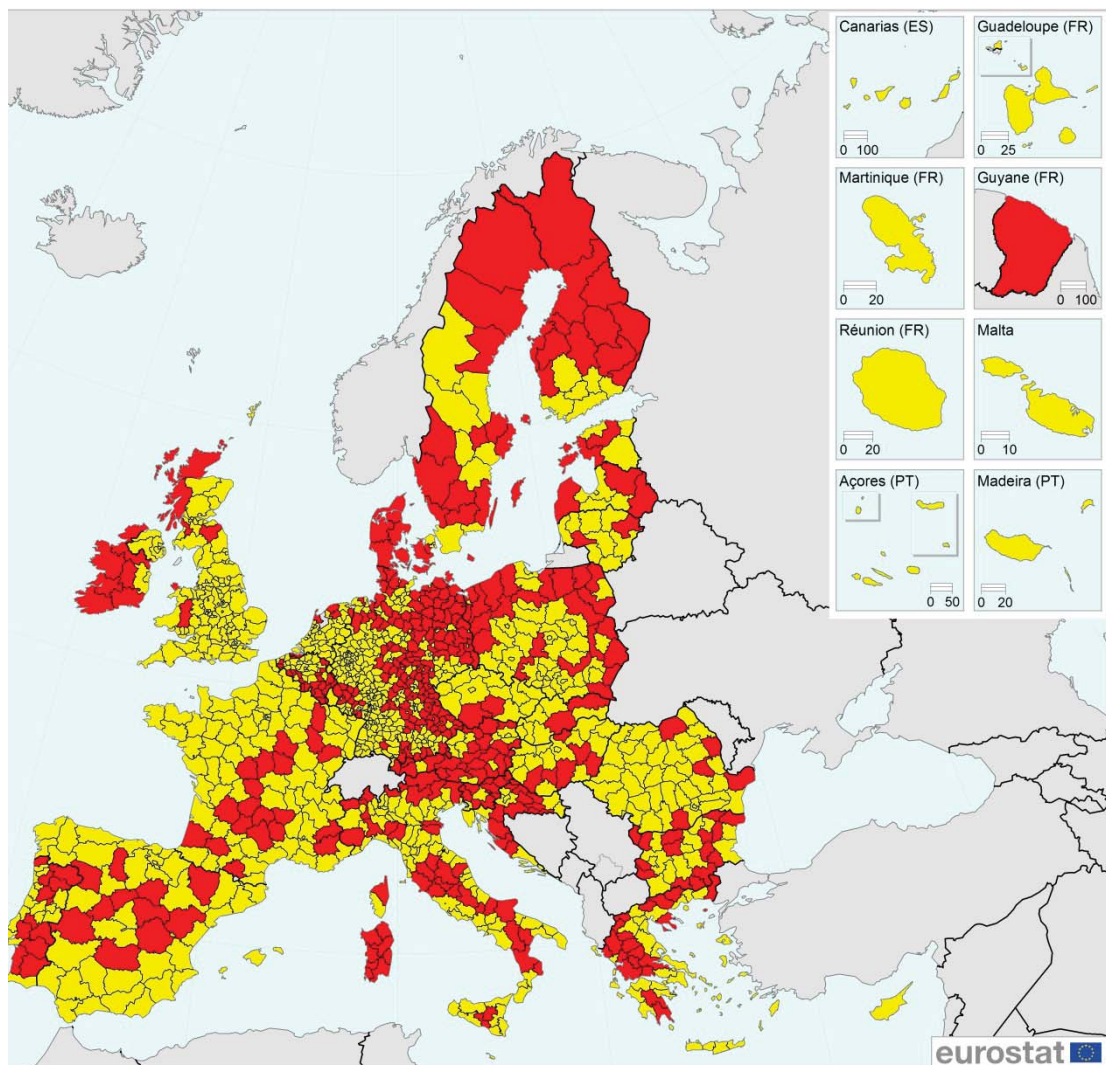 Canarias (ES)
0 100
Guadeloupe (FR)
0 25
Martinique (FR)
0 20
Guyane (FR)
0 100
Réunion (FR)
0 20
Malta
0 10
Açores (PT)
0 50
Madeira (PT)
0 20
eurostat